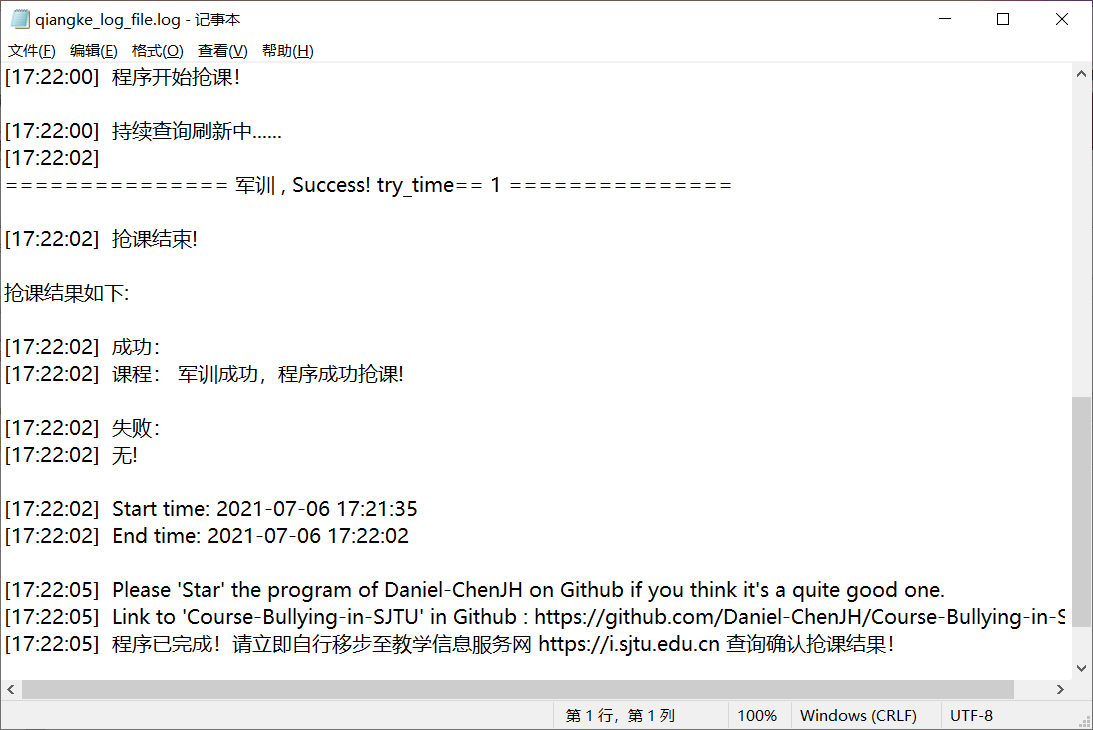 qiangke_log_file.log - 记事本
文件(F) 编辑(E) 格式(O) 查看(V) 帮助(H)
[17:22:00] 程序开始抢课！
[17:22:00] 持续查询刷新中......
[17:22:02]
=============== 军训 , Success! try_time== 1 ===============
[17:22:02] 抢课结束!
抢课结果如下:
[17:22:02] 成功：
[17:22:02] 课程： 军训成功，程序成功抢课!
[17:22:02] 失败：
[17:22:02] 无!
[17:22:02] Start time: 2021-07-06 17:21:35
[17:22:02] End time: 2021-07-06 17:22:02
[17:22:05] Please 'Star' the program of Daniel-ChenJH on Github if you think it's a quite good one.
[17:22:05] Link to 'Course-Bullying-in-SJTU' in Github : https://github.com/Daniel-ChenJH/Course-Bullying-in-S
[17:22:05] 程序已完成！请立即自行移步至教学信息服务网 https://i.sjtu.edu.cn 查询确认抢课结果！
第 1 行，第 1 列 100% Windows (CRLF) UTF-8